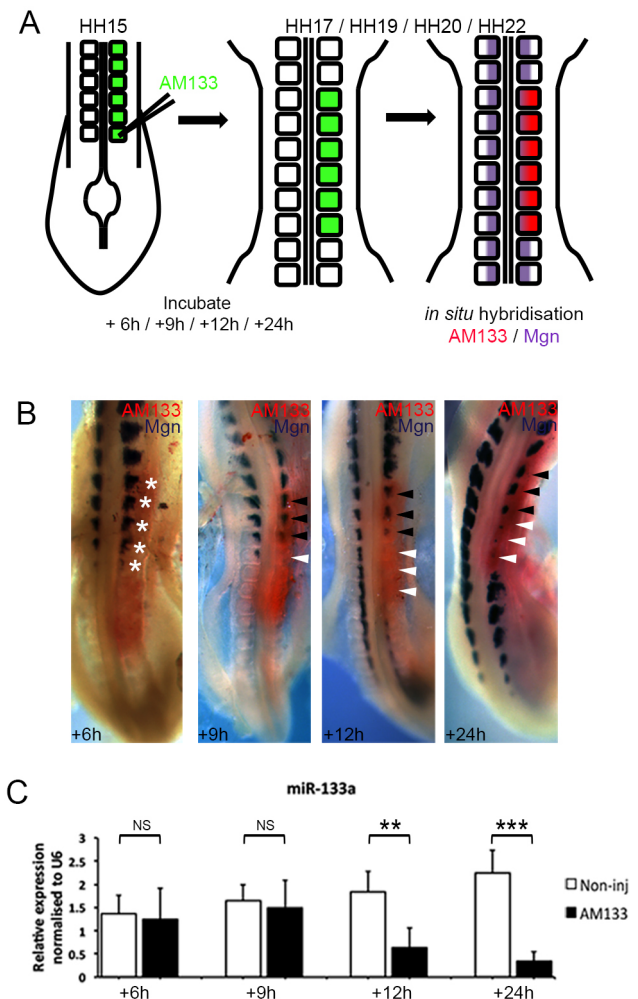 A
HH15
HH17 / HH19 / HH20 / HH22
AM133
Incubate
+ 6h / +9h / +12h / +24h
in situ hybridisation
AM133 / Mgn
B
AM133 AM133 AM133 AM133
Mgn Mgn Mgn Mgn
* * * * *
+6h +9h +12h +24h
C
miR-133a
NS NS ** ***
Relative expression
normalised to U6
3
2.5
2
1.5
1
0.5
0
Non-inj
AM133
+6h +9h +12h +24h